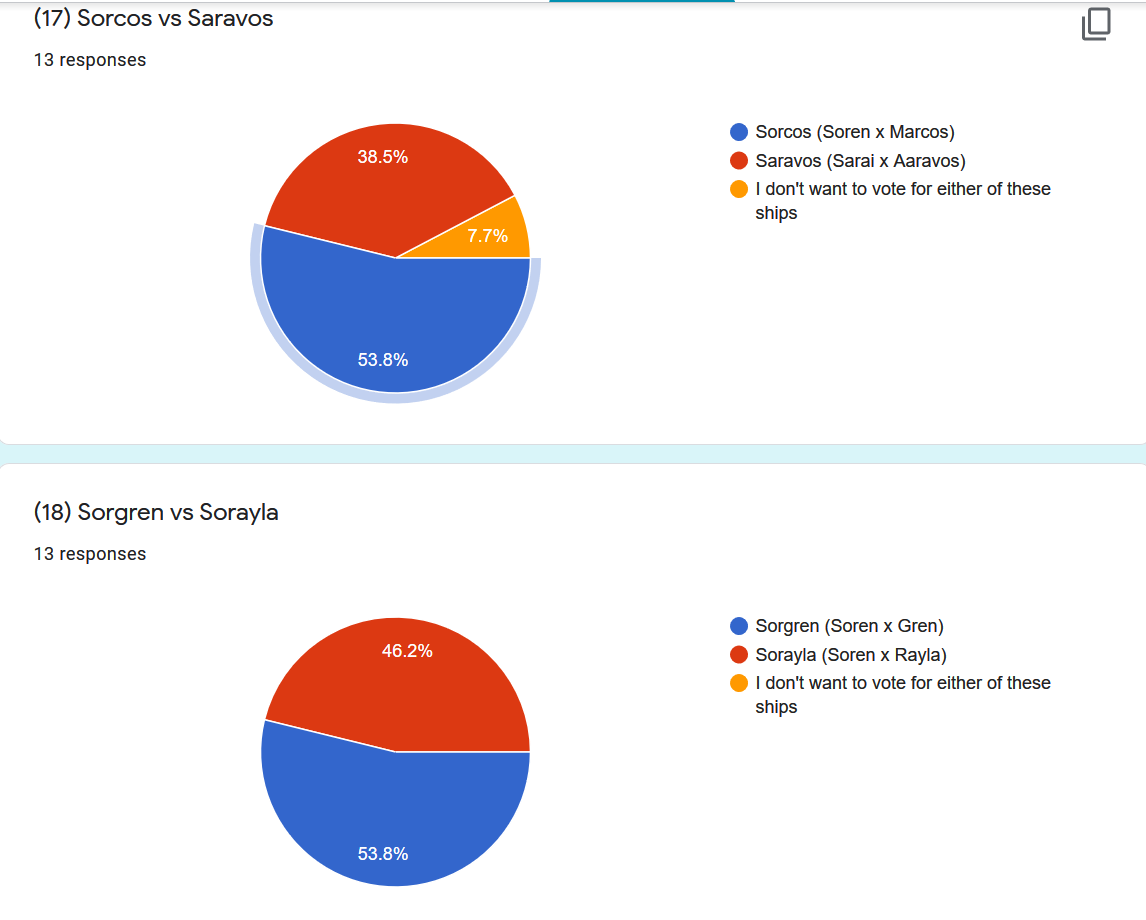 (17) Sorcos vs Saravos
13 responses
38.5%
7.7%
53.8%
Sorcos (Soren x Marcos)
Saravos (Sarai x Aaravos)
I don't want to vote for either of these
ships
(18) Sorgren vs Sorayla
13 responses
46.2%
53.8%
Sorgren (Soren x Gren)
Sorayla (Soren x Rayla)
I don't want to vote for either of these
ships